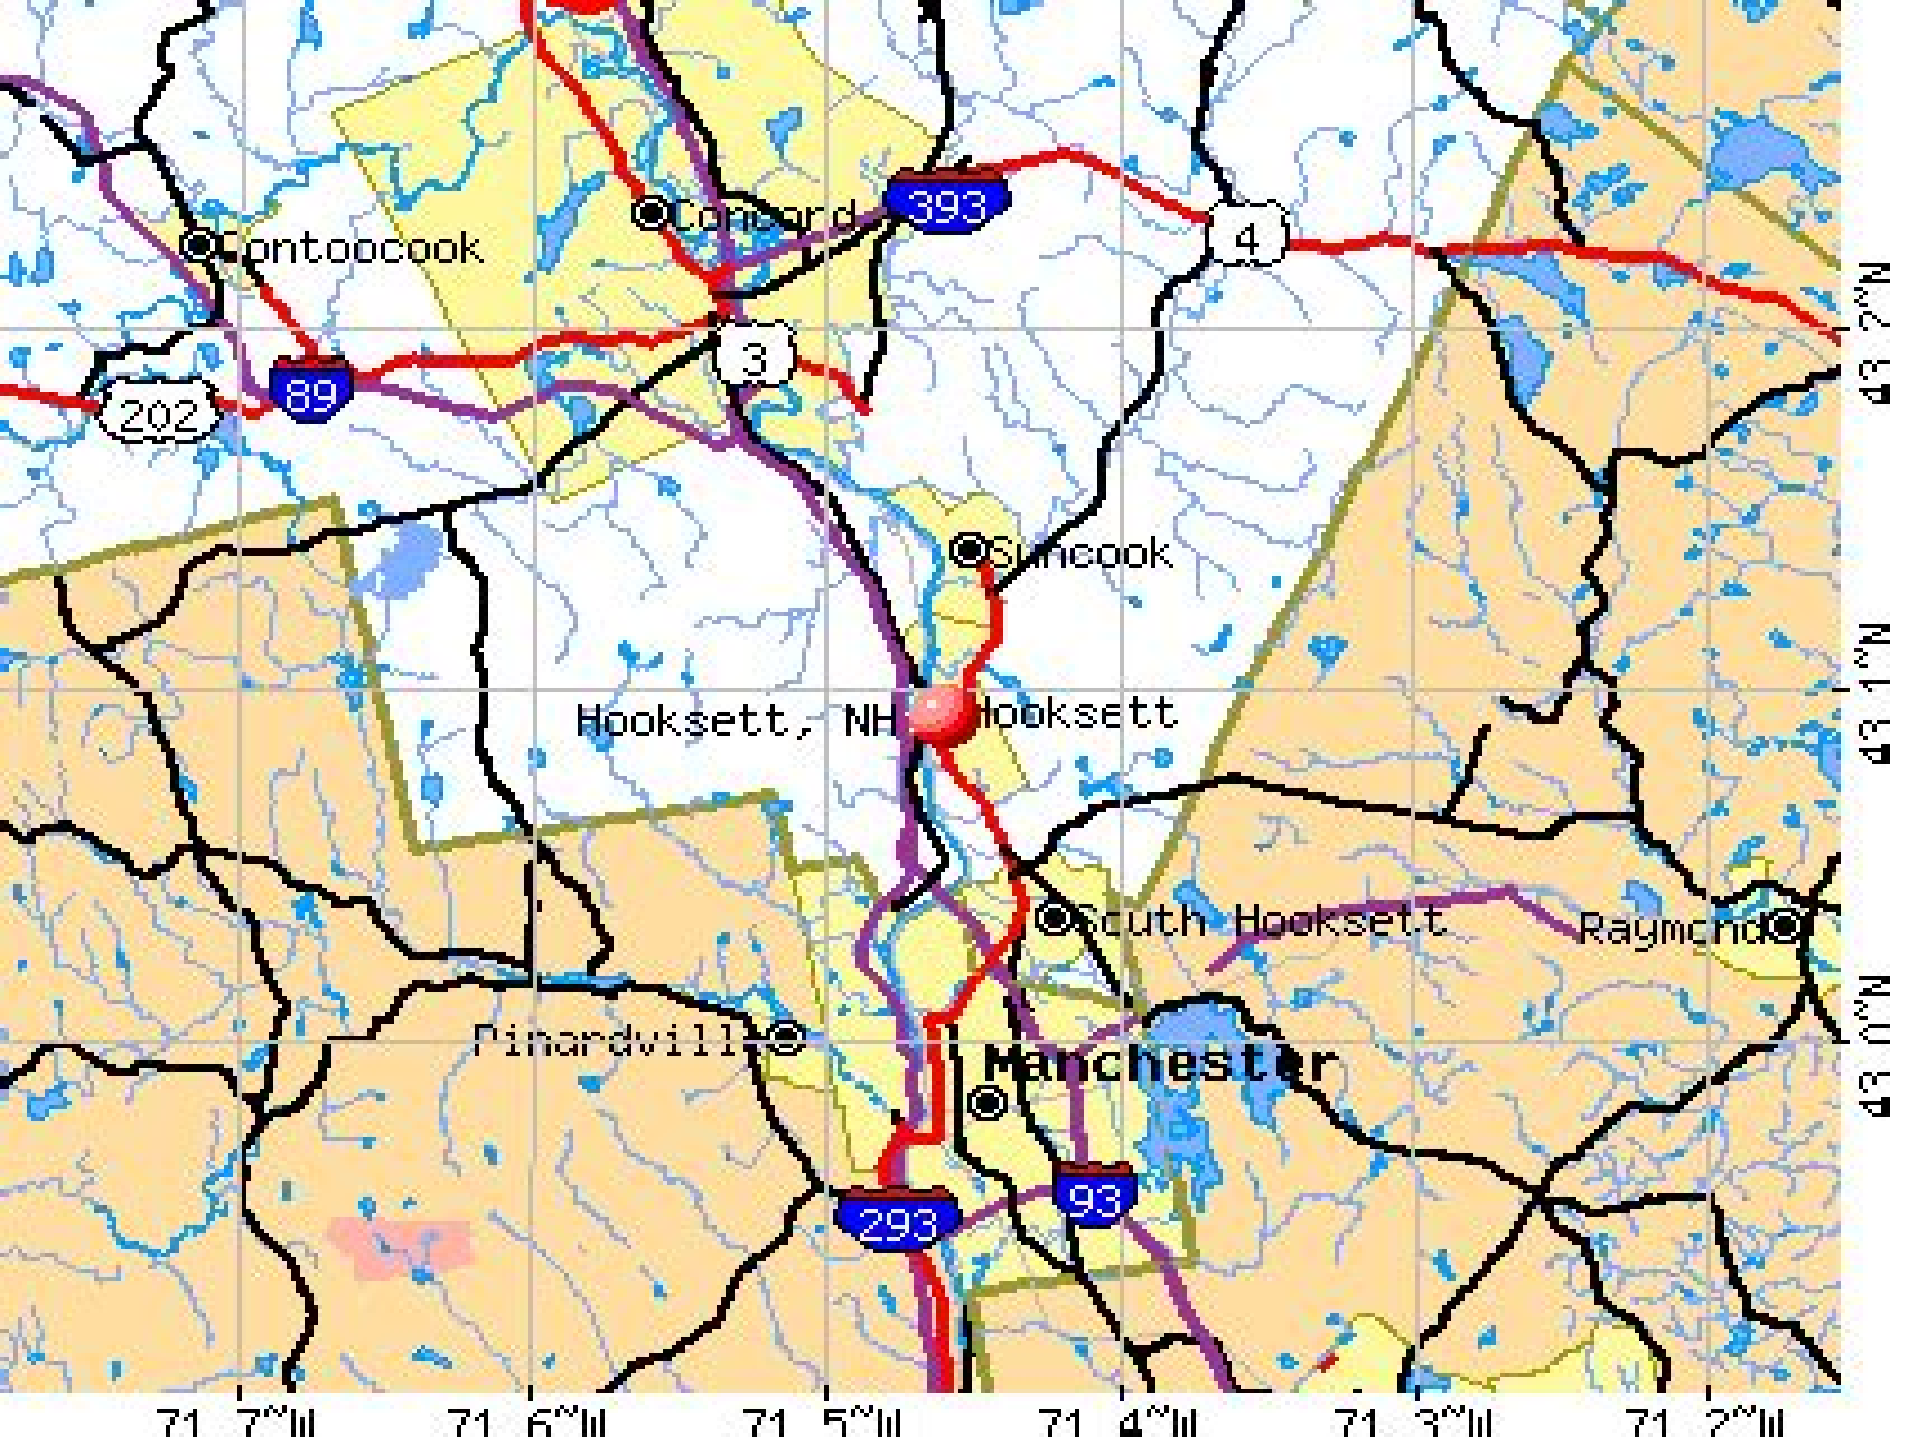 393
Concord
4
Contoocook
43.2~N
3
89
202
Suncook
43.1~N
Hooksett, NH
Hooksett
South Hooksett
Raymond
43.0~N
Pinardvill
Manchester
93
293
71.7~W 71.6~W 71.5~W 71.4~W 71.3~W 71.2~W